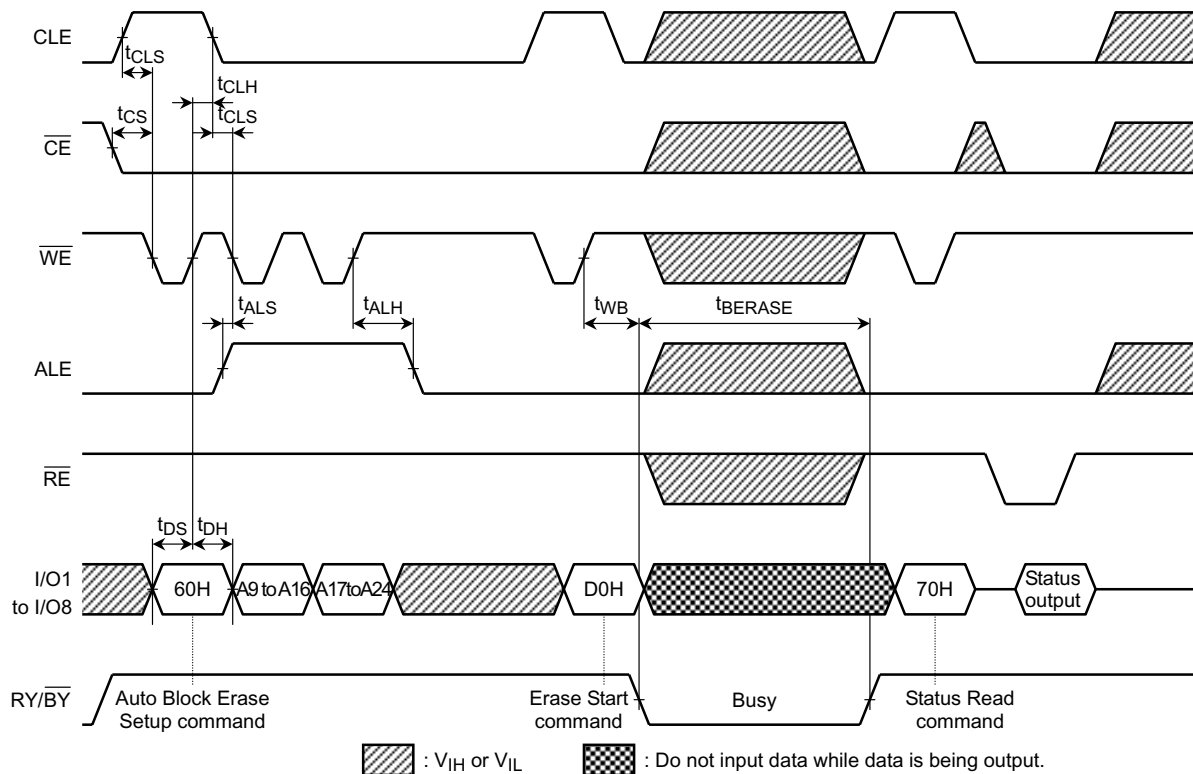 CLE
tCLS
tCLH
tCS
tCLS
CE
WE
tALS
tALH
tWB
tBERASE
ALE
RE
tDS
tDH
I/O1
to I/O8
60H
A9 to A16
A17 to A24
D0H
70H
Status
output
RY/BY
Auto Block Erase
Setup command
Erase Start
command
Busy
Status Read
command
: VIH or VIL
: Do not input data while data is being output.